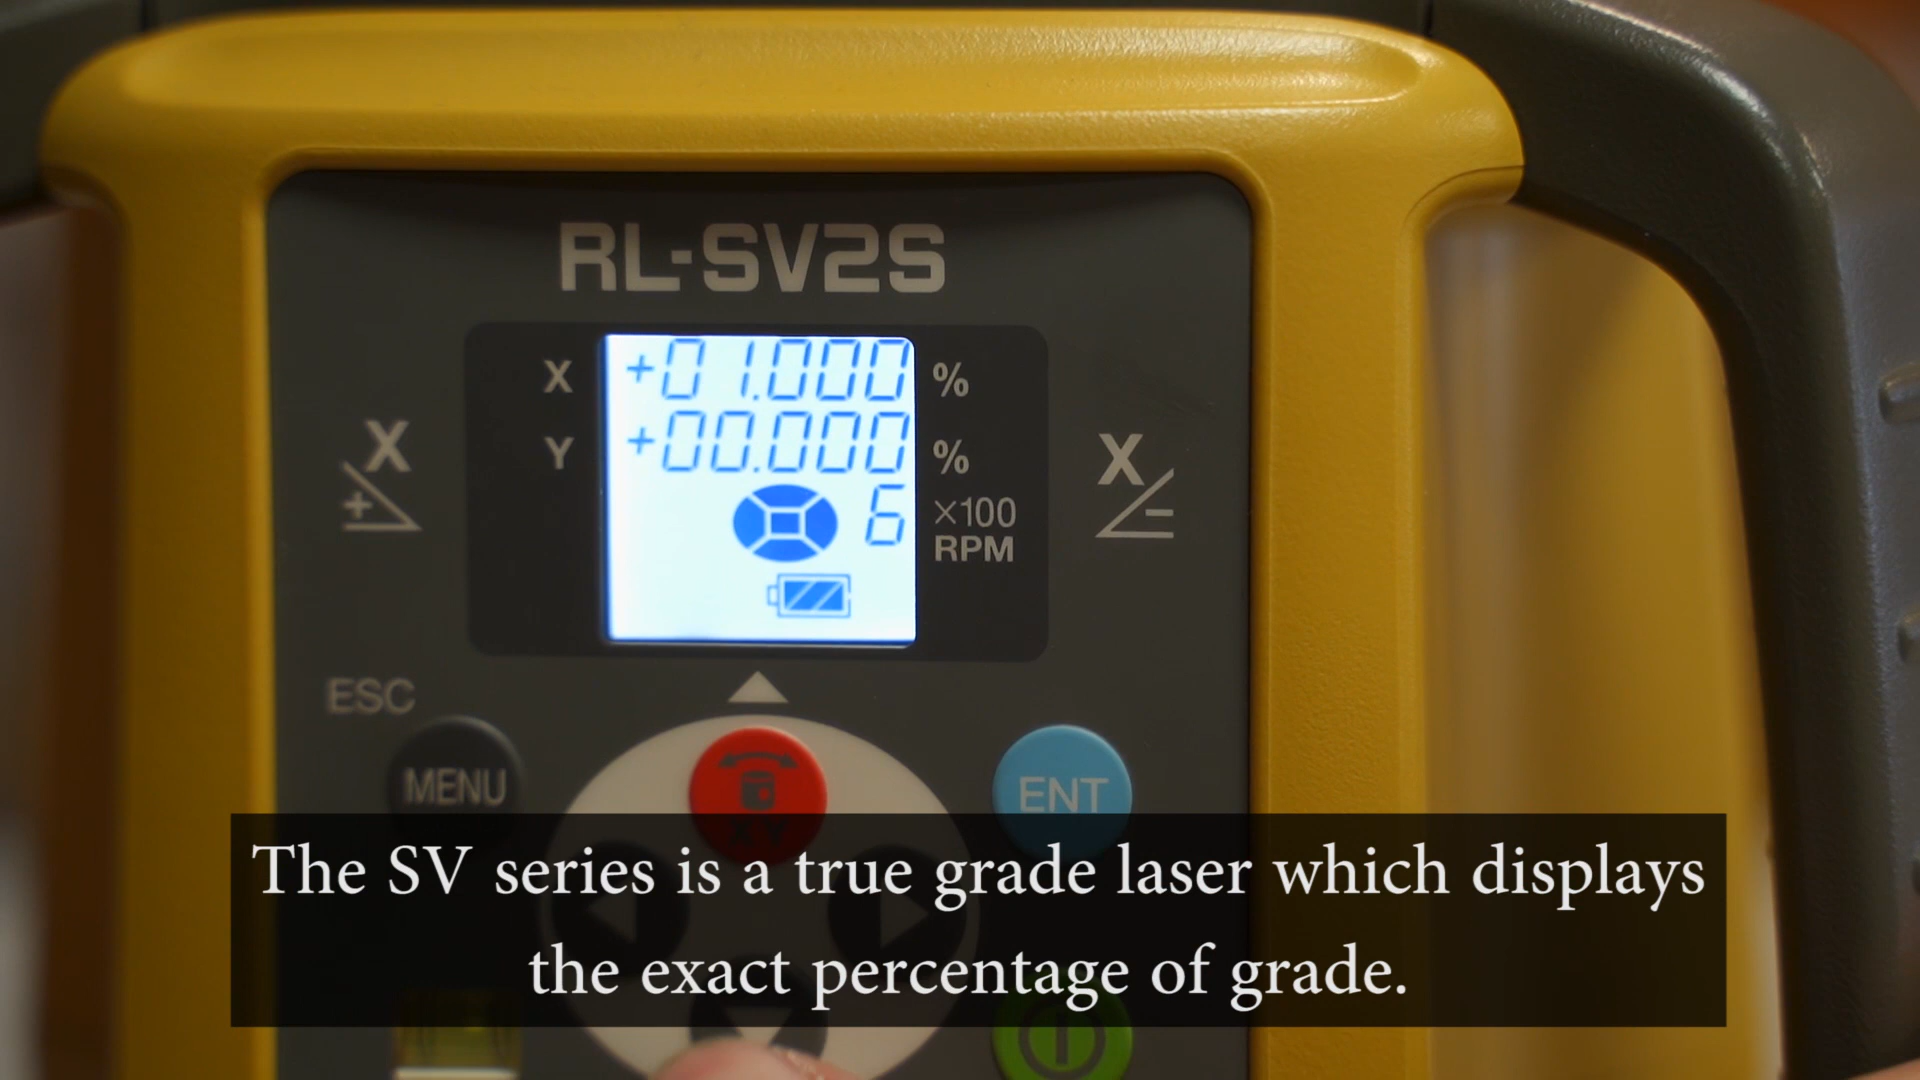 RL-SV2S
X +01.000 %
Y +00.000 %
6 ×100
RPM
X
+
X
-
ESC
MENU
ENT
XY
The SV series is a true grade laser which displays
the exact percentage of grade.